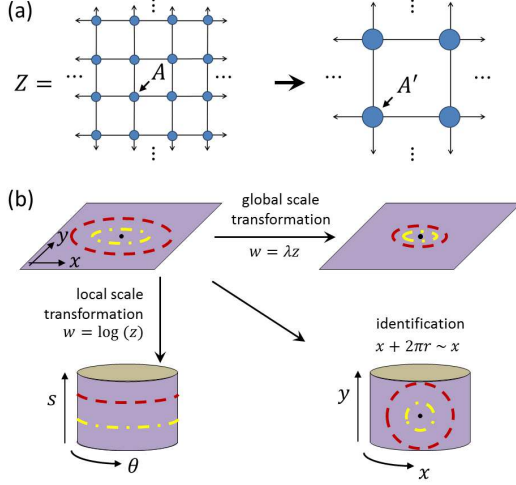 (a)
Z =
A
A′
...
(b)
y
x
global scale
transformation
w = λz
local scale
transformation
w = log (z)
identification
x + 2πr ~ x
s
θ
y
x